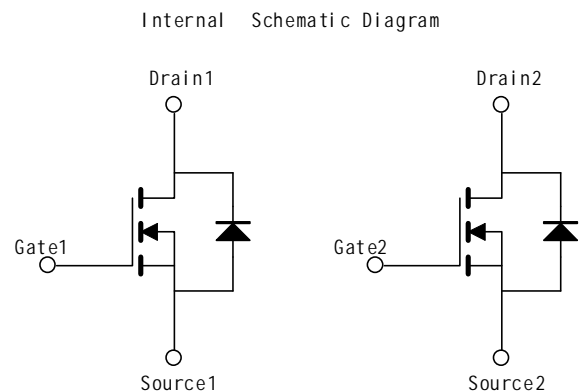 Internal Schematic Diagram
Drain1
Drain2
Gate1
Gate2
Source1
Source2